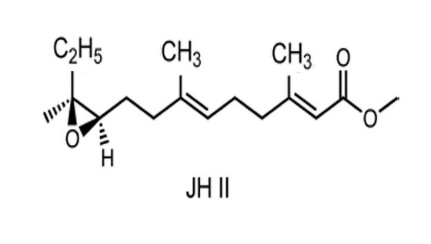 C₂H₅ CH₃ CH₃ O
O O
H
JH II